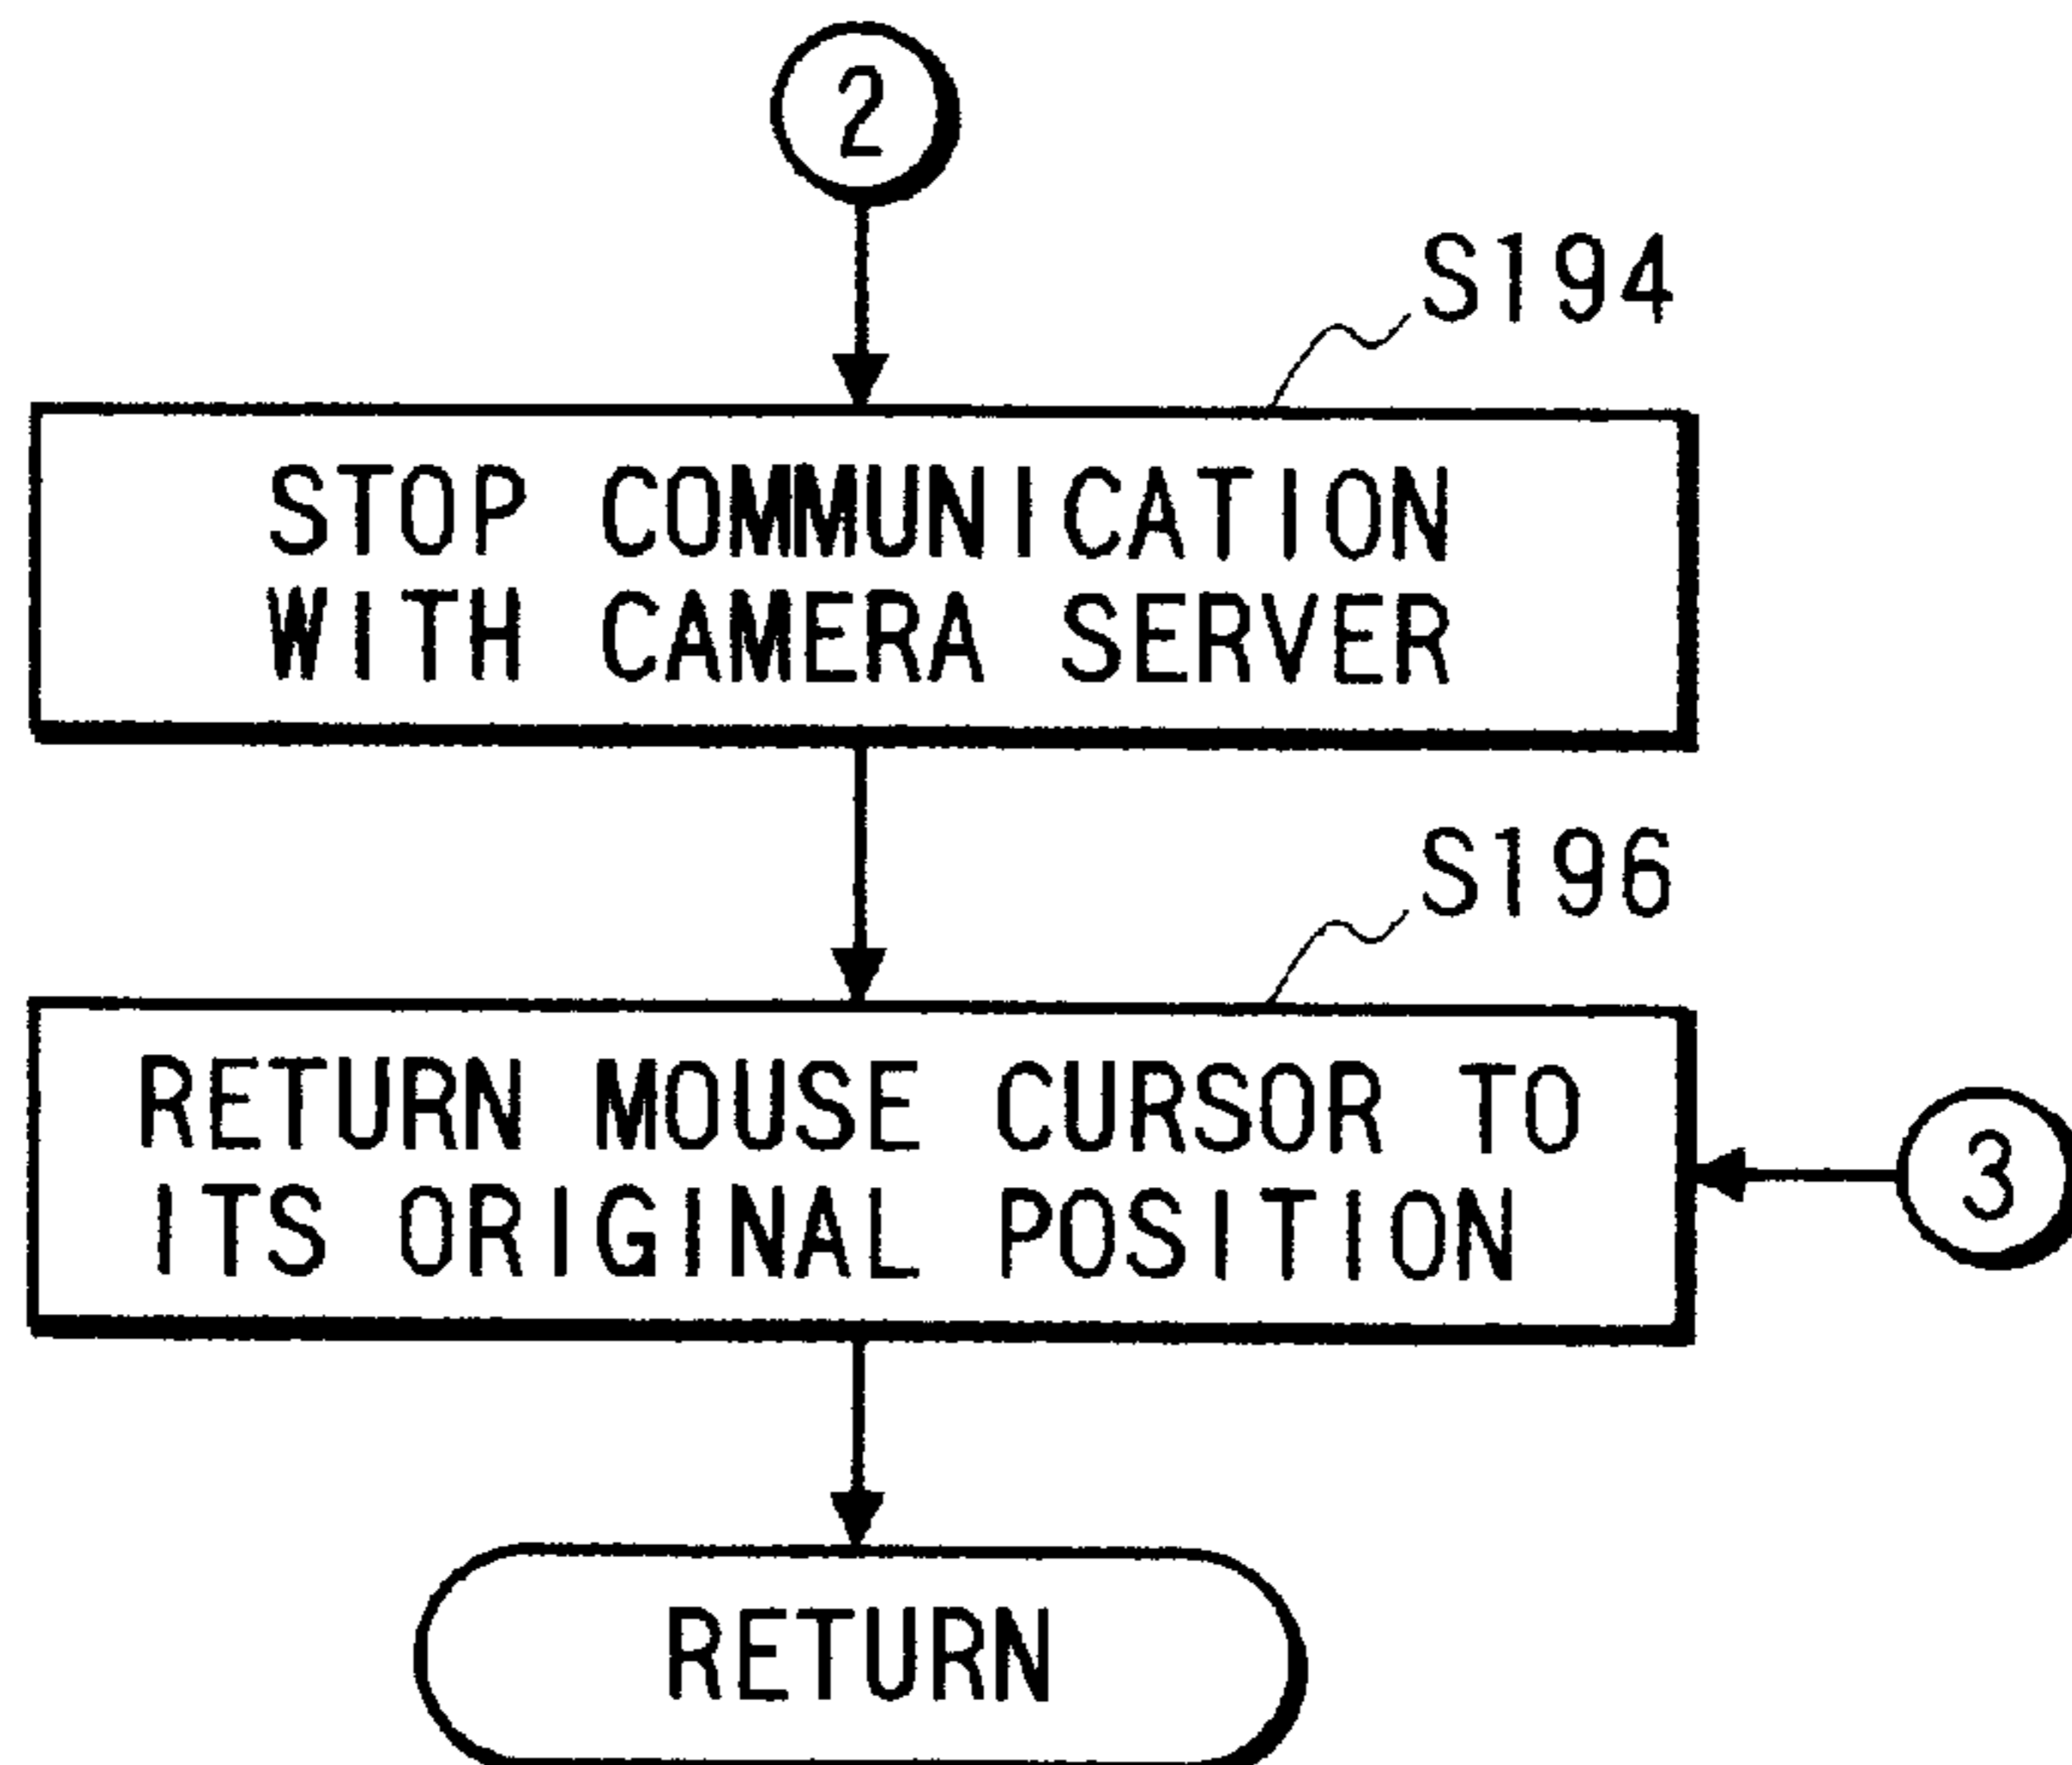 2
S194
STOP COMMUNICATION
WITH CAMERA SERVER
S196
RETURN MOUSE CURSOR TO
ITS ORIGINAL POSITION
3
RETURN